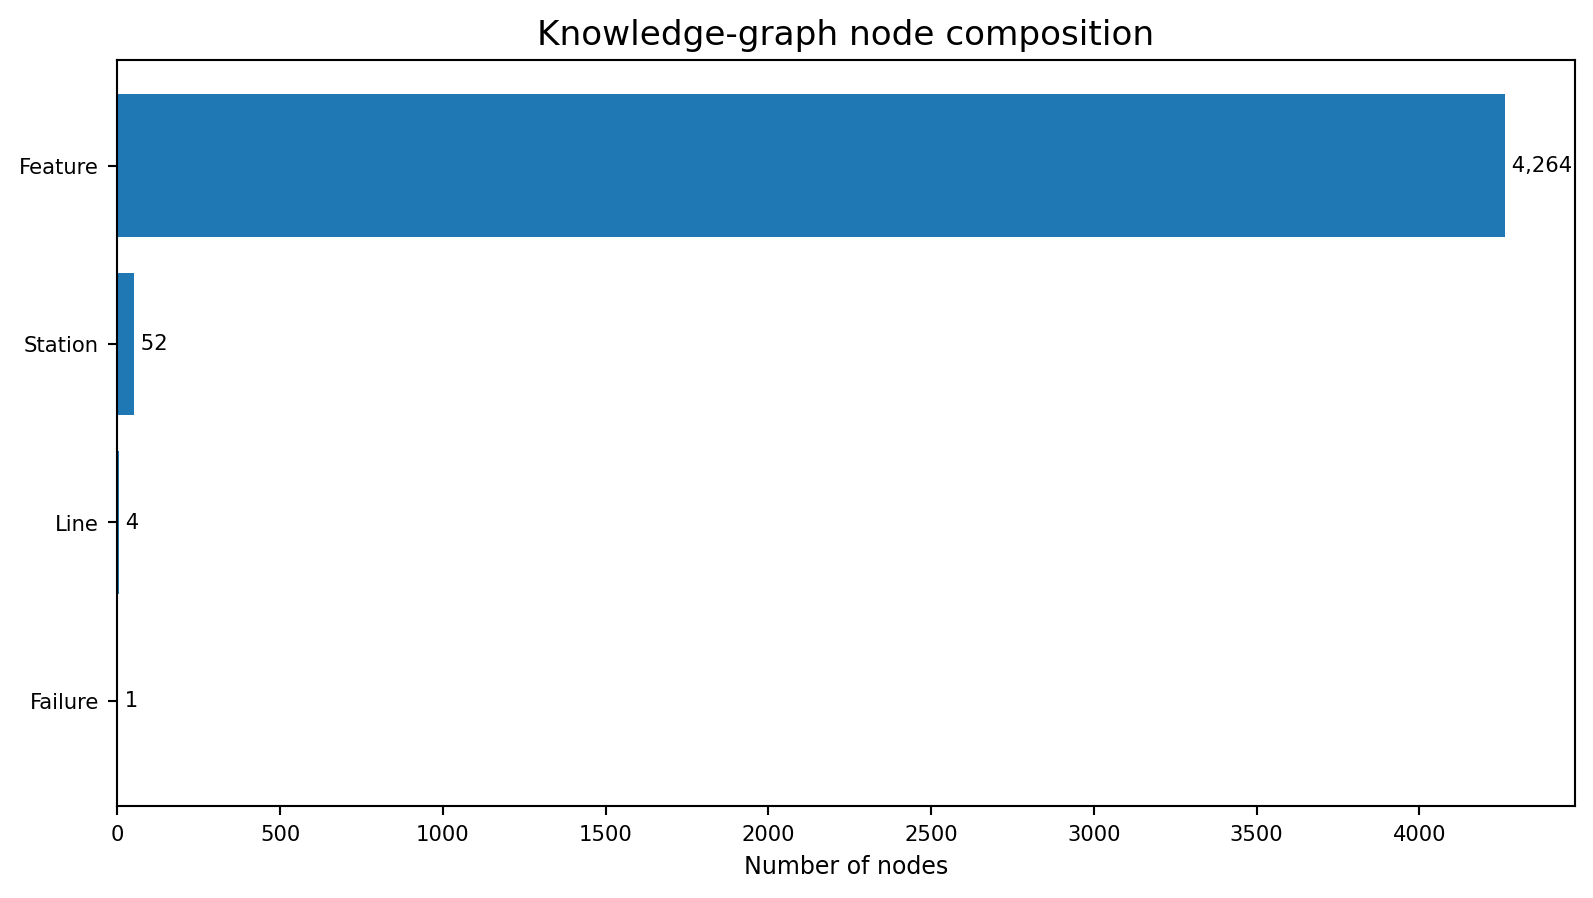 Knowledge-graph node composition
Feature 4,264
Station 52
Line 4
Failure 1
0 500 1000 1500 2000 2500 3000 3500 4000
Number of nodes